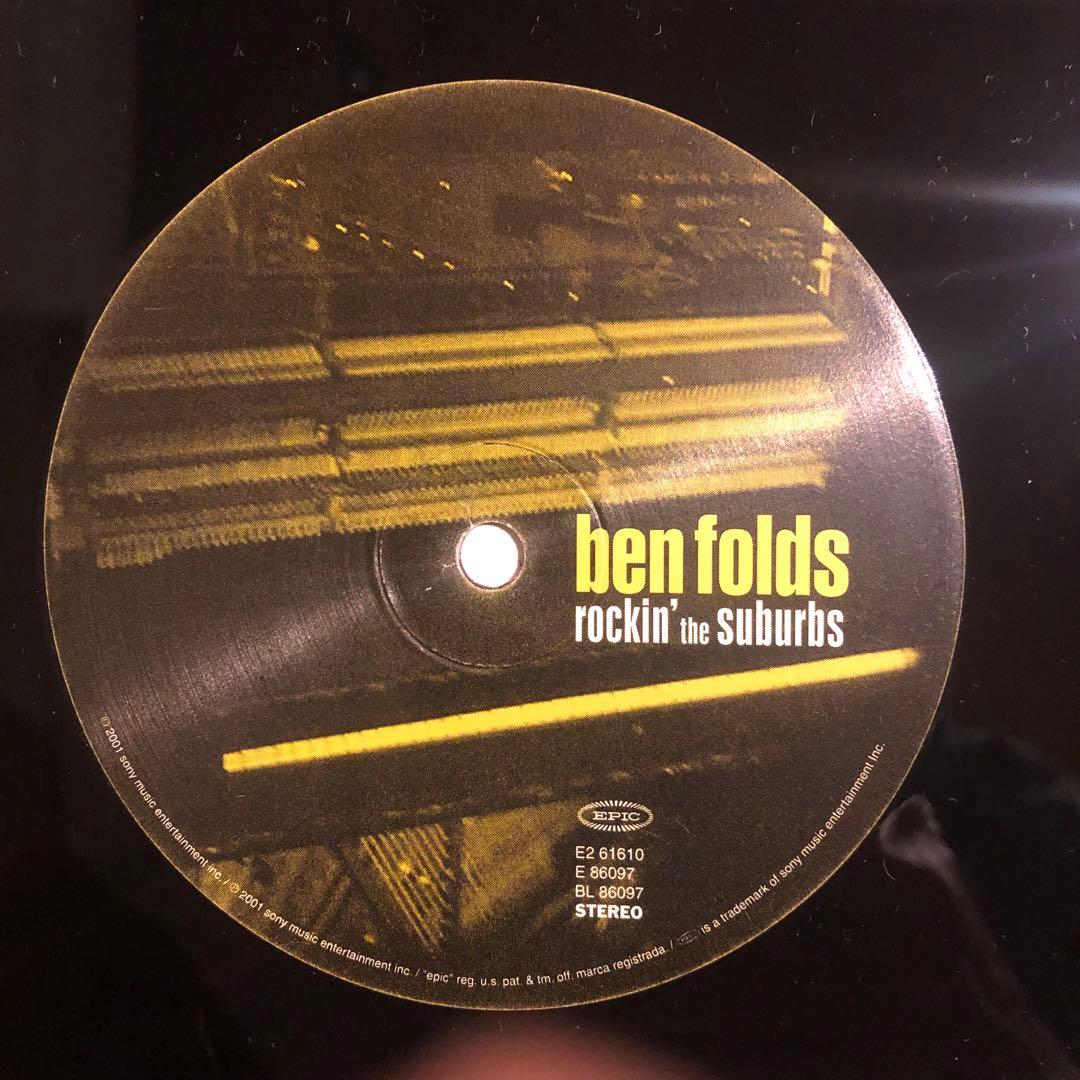 ben folds
rockin' the suburbs
EPIC
E2 61610
E 86097
BL 86097
STEREO
© 2001 sony music entertainment inc. / ℗ 2001 sony music entertainment inc. / "epic" reg. u.s. pat. & tm. off. marca registrada. / EPIC is a trademark of sony music entertainment inc.